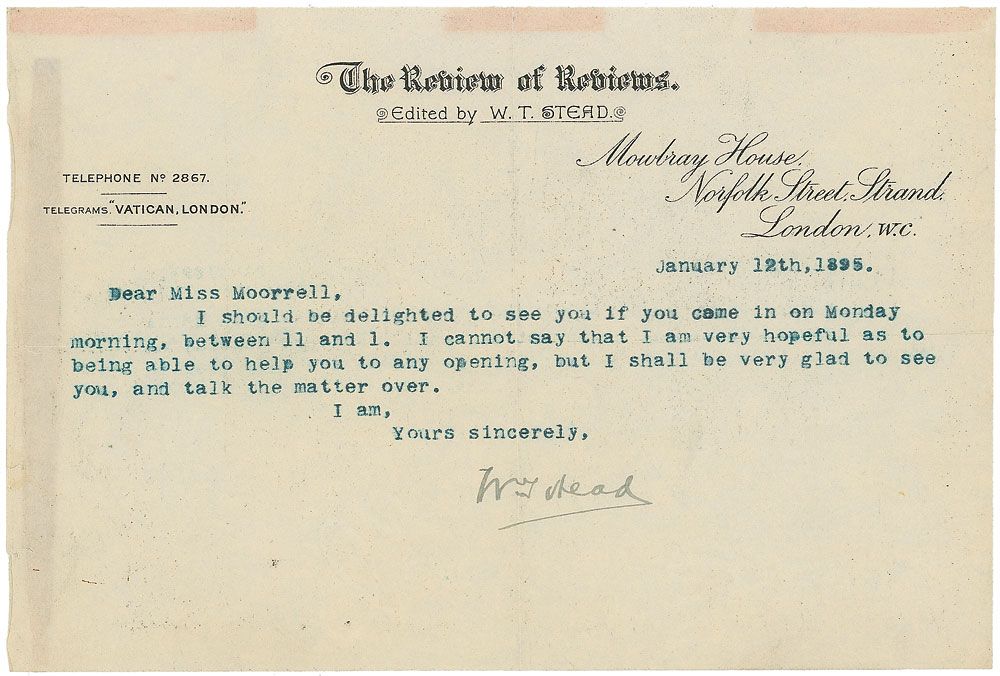 The Review of Reviews.
Edited by W. T. STEAD.
Mowbray House,
Norfolk Street, Strand,
London, W.C.
TELEPHONE Nº 2867.
TELEGRAMS. "VATICAN, LONDON."
January 12th, 1895.
Dear Miss Moorrell,
I should be delighted to see you if you came in on Monday
morning, between 11 and 1.  I cannot say that I am very hopeful as to
being able to help you to any opening, but I shall be very glad to see
you, and talk the matter over.
I am,
Yours sincerely,
W T Stead